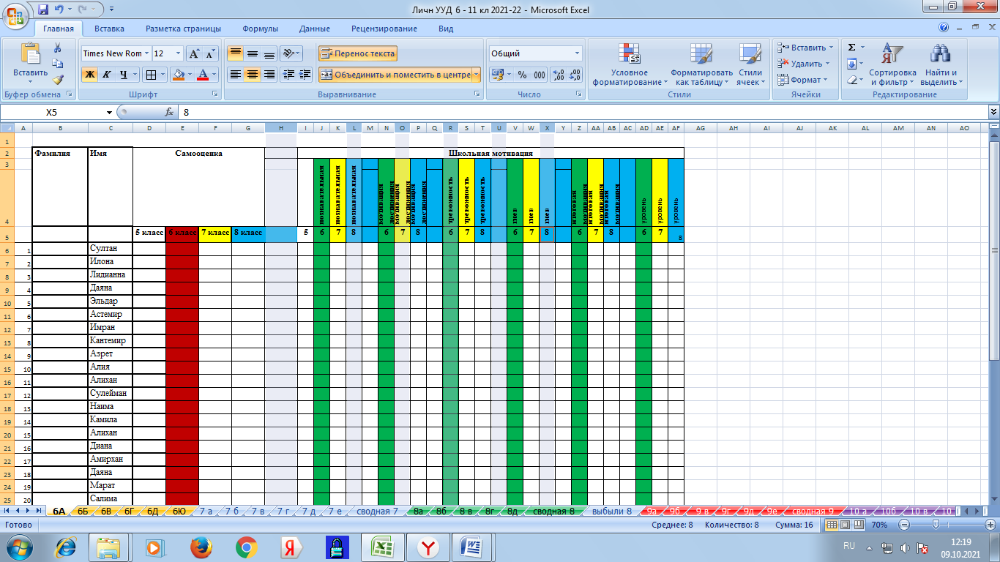 Личн УУД  6 - 11 кл 2021-22 - Microsoft Excel
Главная Вставка Разметка страницы Формулы Данные Рецензирование Вид
Вставить
Times New Rom 12
Ж К Ч
Перенос текста
Объединить и поместить в центре
Общий
% 000
Условное форматирование
Форматировать как таблицу
Стили ячеек
Вставить
Удалить
Формат
Σ
Сортировка и фильтр
Найти и выделить
Буфер обмена Шрифт Выравнивание Число Стили Ячейки Редактирование
X5 fx 8
A B C D E F G H I J K L M N O P Q R S T U V W X Y Z AA AB AC AD AE AF AG AH AI AJ AK AL AM AN AO
1
2 Фамилия Имя Самооценка Школьная мотивация
3
4 познавательная познавательная познавательная мотивация достижения мотивация достижения мотивация достижения тревожность тревожность тревожность гнев гнев гнев итоговая мотивация итоговая мотивация итоговая мотивация уровень уровень уровень
5 5 класс 6 класс 7 класс 8 класс 5 6 7 8 6 7 8 6 7 8 6 7 8 6 7 8 6 7 8
6 1 Султан
7 2 Илона
8 3 Лидианна
9 4 Даяна
10 5 Эльдар
11 6 Астемир
12 7 Имран
13 8 Кантемир
14 9 Азрет
15 10 Алия
16 11 Алихан
17 12 Сулейман
18 13 Наима
19 14 Камила
20 15 Алихан
21 16 Диана
22 17 Амирхан
23 18 Даяна
24 19 Марат
25 20 Салима
6А 6Б 6В 6Г 6Д 6Ю 7 а 7 б 7 в 7 г 7 д 7 е сводная 7 8а 8б 8 в 8г 8д сводная 8 выбыли 8 9а 9б 9 в 9г 9д 9е сводная 9 10 а 10б 10 в 10
Готово Среднее: 8 Количество: 8 Сумма: 16 70%
RU 12:19
09.10.2021